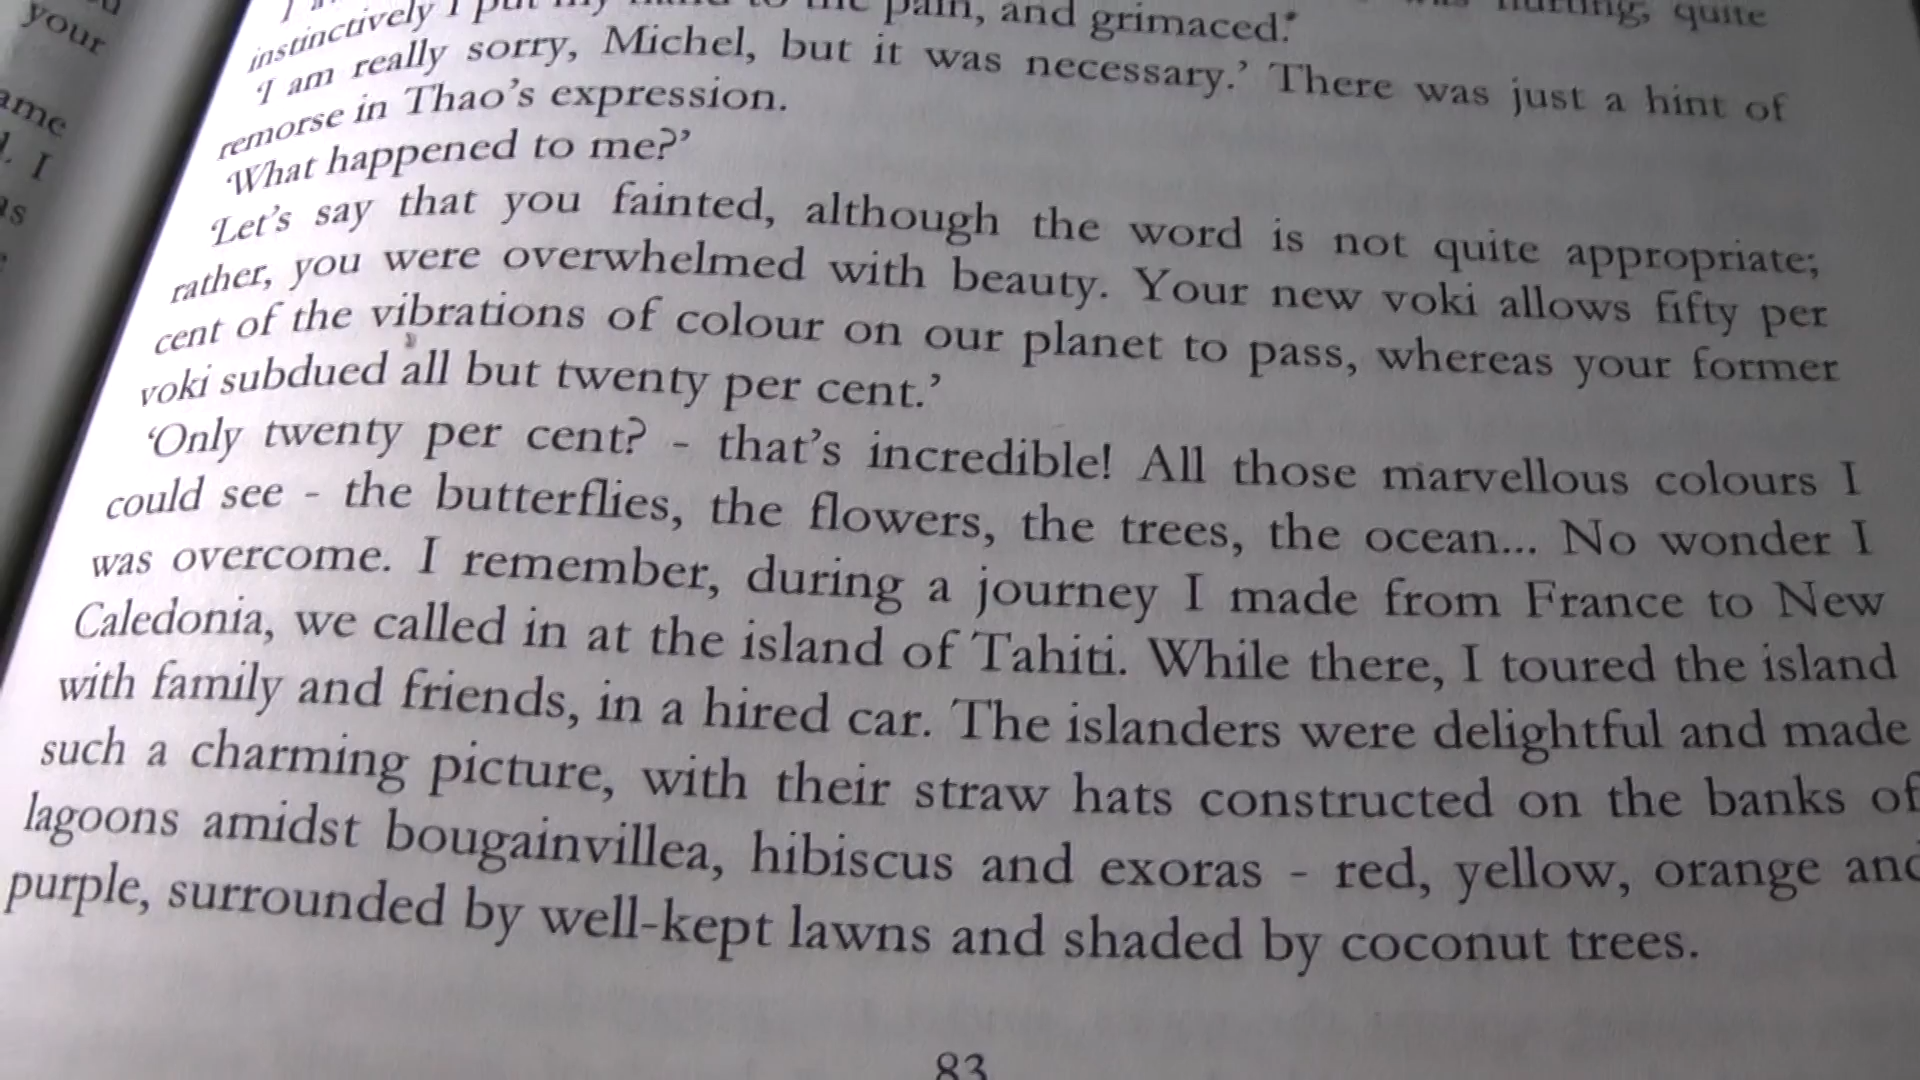 your
ame
I
as
hurting, quite
instinctively I put my hand to the pain, and grimaced.
'I am really sorry, Michel, but it was necessary.' There was just a hint of
remorse in Thao's expression.
'What happened to me?'
'Let's say that you fainted, although the word is not quite appropriate;
rather, you were overwhelmed with beauty. Your new voki allows fifty per
cent of the vibrations of colour on our planet to pass, whereas your former
voki subdued all but twenty per cent.'
'Only twenty per cent? - that's incredible! All those marvellous colours I
could see - the butterflies, the flowers, the trees, the ocean... No wonder I
was overcome. I remember, during a journey I made from France to New
Caledonia, we called in at the island of Tahiti. While there, I toured the island
with family and friends, in a hired car. The islanders were delightful and made
such a charming picture, with their straw hats constructed on the banks of
lagoons amidst bougainvillea, hibiscus and exoras - red, yellow, orange and
purple, surrounded by well-kept lawns and shaded by coconut trees.
83